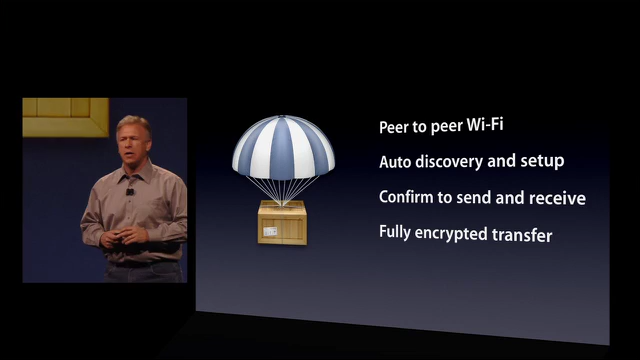 Peer to peer Wi-Fi
Auto discovery and setup
Confirm to send and receive
Fully encrypted transfer